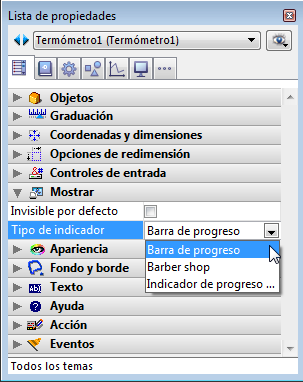 Lista de propiedades
Termómetro1 (Termómetro1)
Objetos
Graduación
Coordenadas y dimensiones
Opciones de redimensión
Controles de entrada
Mostrar
Invisible por defecto
Tipo de indicador Barra de progreso
Barra de progreso
Barber shop
Indicador de progreso ...
Apariencia
Fondo y borde
Texto
Ayuda
Acción
Eventos
Todos los temas